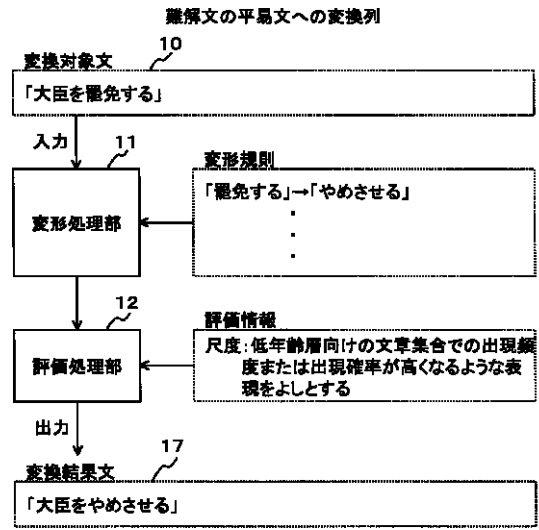 難解文の平易文への変換列
10
変換対象文
「大臣を罷免する」
入力
11
変形規則
変形処理部
「罷免する」→「やめさせる」
・
・
・
12
評価情報
評価処理部
尺度:低年齢層向けの文章集合での出現頻
度または出現確率が高くなるような表
現をよしとする
出力
17
変換結果文
「大臣をやめさせる」